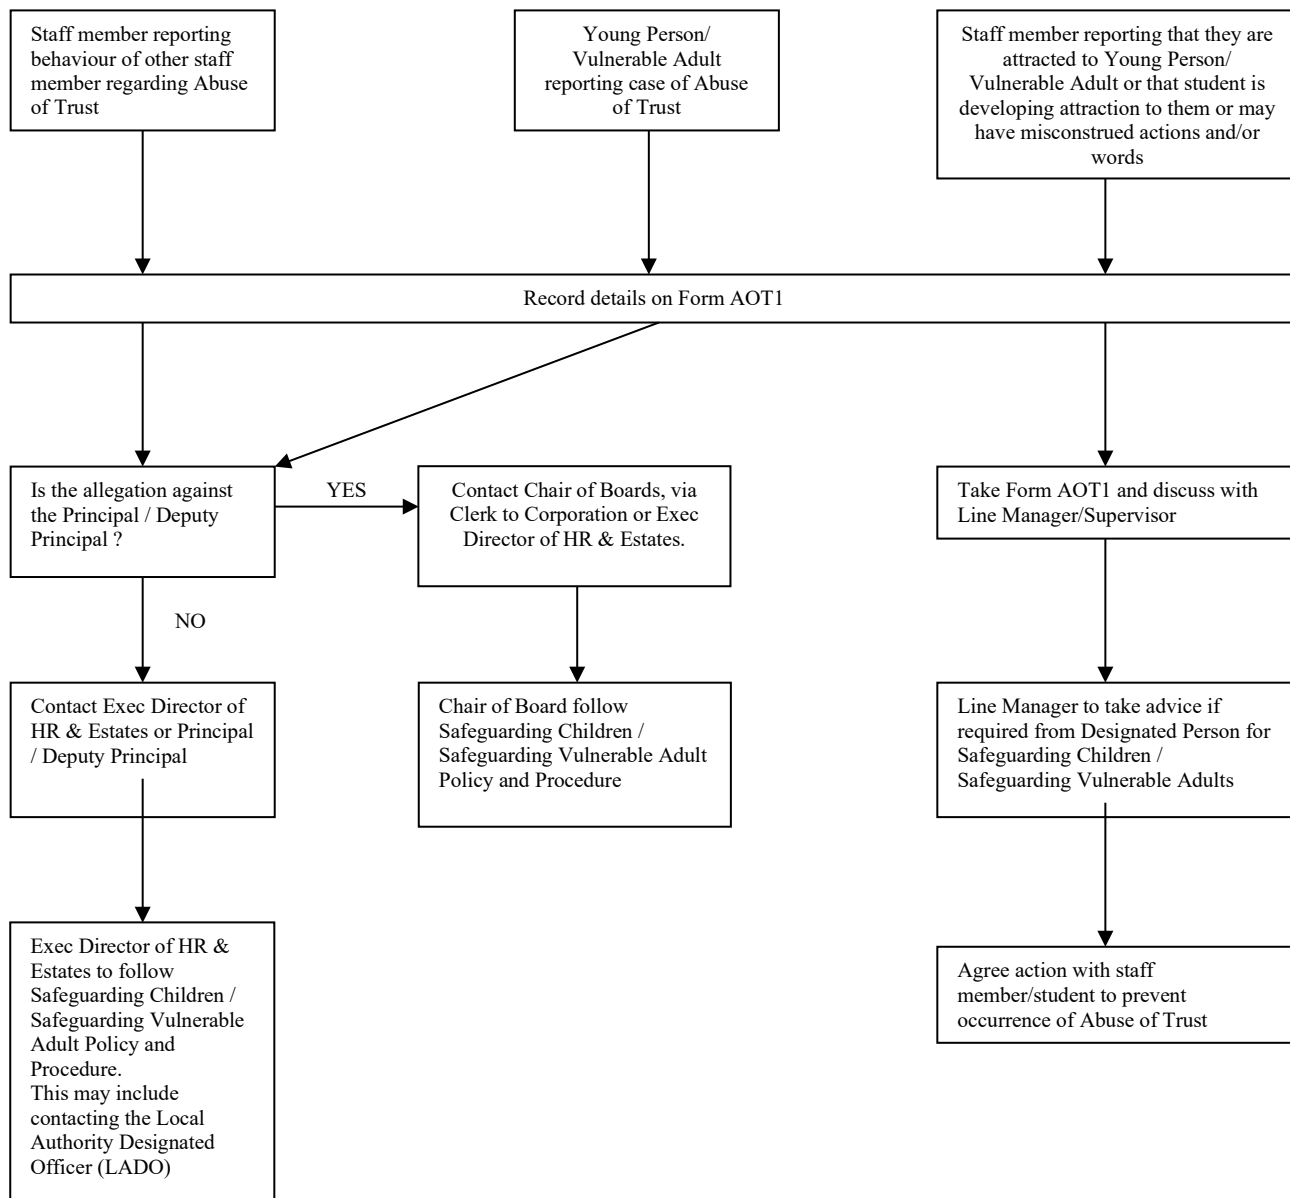 Staff member reporting
behaviour of other staff
member regarding Abuse
of Trust
Young Person/
Vulnerable Adult
reporting case of Abuse
of Trust
Staff member reporting that they are
attracted to Young Person/
Vulnerable Adult or that student is
developing attraction to them or may
have misconstrued actions and/or
words
Record details on Form AOT1
Is the allegation against
the Principal / Deputy
Principal ?
YES
Contact Chair of Boards, via
Clerk to Corporation or Exec
Director of HR & Estates.
Take Form AOT1 and discuss with
Line Manager/Supervisor
NO
Contact Exec Director of
HR & Estates or Principal
/ Deputy Principal
Chair of Board follow
Safeguarding Children /
Safeguarding Vulnerable Adult
Policy and Procedure
Line Manager to take advice if
required from Designated Person for
Safeguarding Children /
Safeguarding Vulnerable Adults
Exec Director of HR &
Estates to follow
Safeguarding Children /
Safeguarding Vulnerable
Adult Policy and
Procedure.
This may include
contacting the Local
Authority Designated
Officer (LADO)
Agree action with staff
member/student to prevent
occurrence of Abuse of Trust